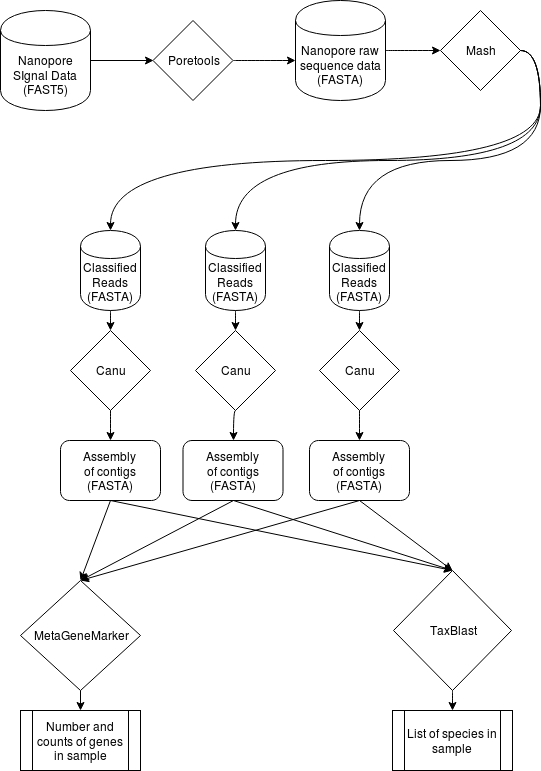 Nanopore
SIgnal Data
(FAST5)
Poretools
Nanopore raw
sequence data
(FASTA)
Mash
Classified
Reads
(FASTA)
Classified
Reads
(FASTA)
Classified
Reads
(FASTA)
Canu
Canu
Canu
Assembly
of contigs
(FASTA)
Assembly
of contigs
(FASTA)
Assembly
of contigs
(FASTA)
MetaGeneMarker
TaxBlast
Number and
counts of genes
in sample
List of species in
sample